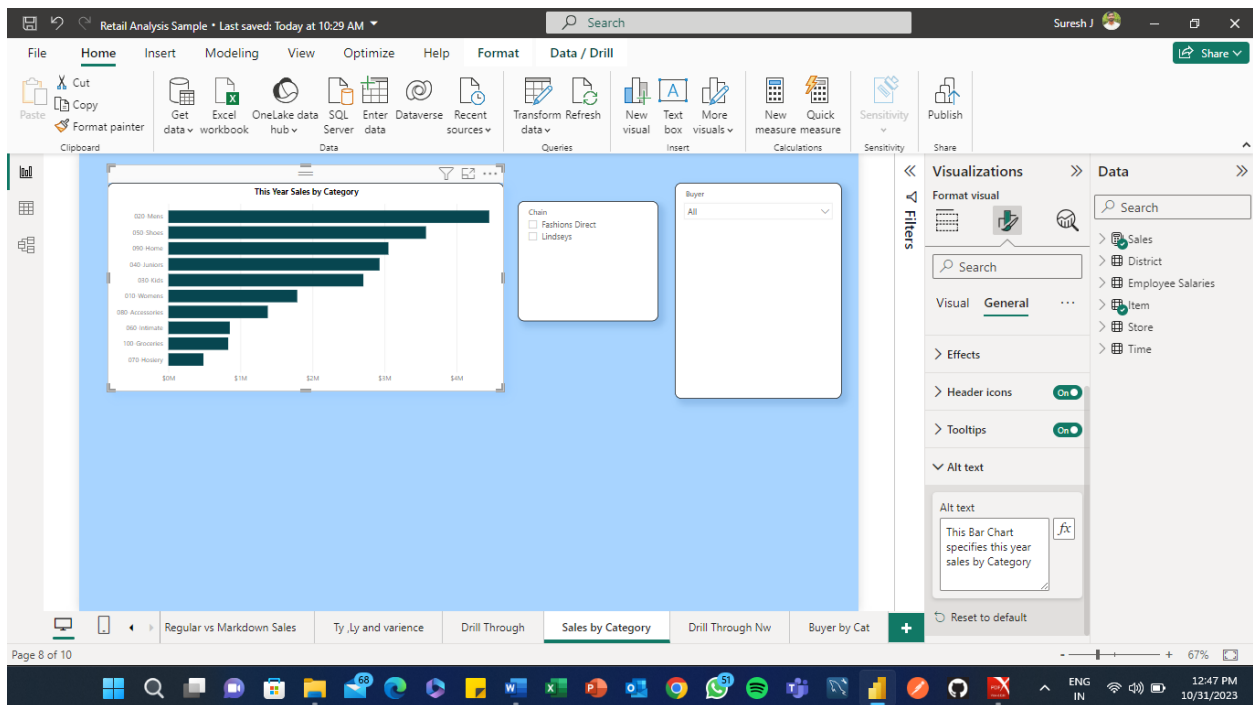 Retail Analysis Sample • Last saved: Today at 10:29 AM
Search
Suresh J
File Home Insert Modeling View Optimize Help Format Data / Drill
Share
Paste
Cut
Copy
Format painter
Clipboard
Get data
Excel workbook
OneLake data hub
SQL Server
Enter data
Dataverse
Recent sources
Data
Transform data
Refresh
Queries
New visual
Text box
More visuals
Insert
New measure
Quick measure
Calculations
Sensitivity
Sensitivity
Publish
Share
This Year Sales by Category
020 Mens
050 Shoes
090 Home
040 Juniors
030 Kids
010 Womens
080 Accessories
060 Intimate
100 Groceries
070 Hosiery
$0M $1M $2M $3M $4M
Chain
Fashions Direct
Lindseys
Buyer
All
Filters
Visualizations
Format visual
Search
Visual General ...
Effects
Header icons On
Tooltips On
Alt text
Alt text
This Bar Chart
specifies this year
sales by Category
fx
Reset to default
Data
Search
Sales
District
Employee Salaries
Item
Store
Time
Regular vs Markdown Sales
Ty ,Ly and varience
Drill Through
Sales by Category
Drill Through Nw
Buyer by Cat
+
Page 8 of 10
- + 67%
68
51
ENG
IN
12:47 PM
10/31/2023